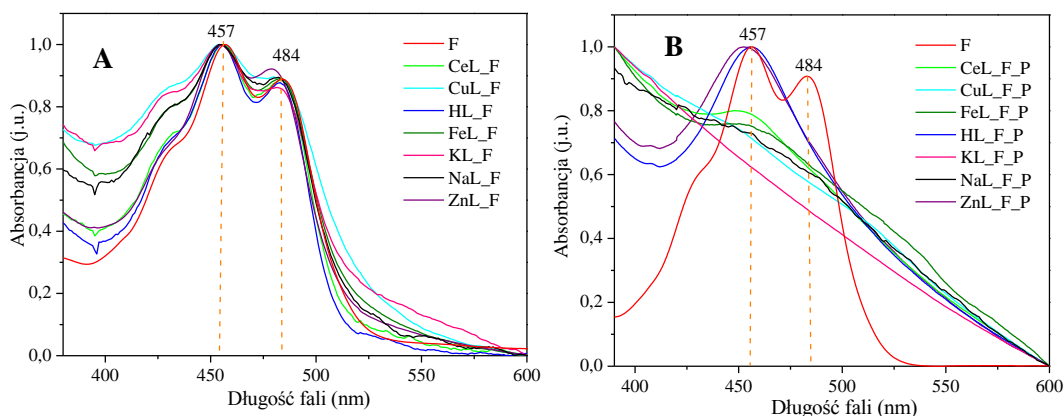 A
457
484
F
CeL_F
CuL_F
HL_F
FeL_F
KL_F
NaL_F
ZnL_F
Absorbancja (j.u.)
1,0
0,8
0,6
0,4
0,2
0,0
400
450
500
550
600
Długość fali (nm)
B
457
484
F
CeL_F_P
CuL_F_P
FeL_F_P
HL_F_P
KL_F_P
NaL_F_P
ZnL_F_P
Absorbancja (j.u.)
1,0
0,8
0,6
0,4
0,2
0,0
400
450
500
550
600
Długość fali (nm)